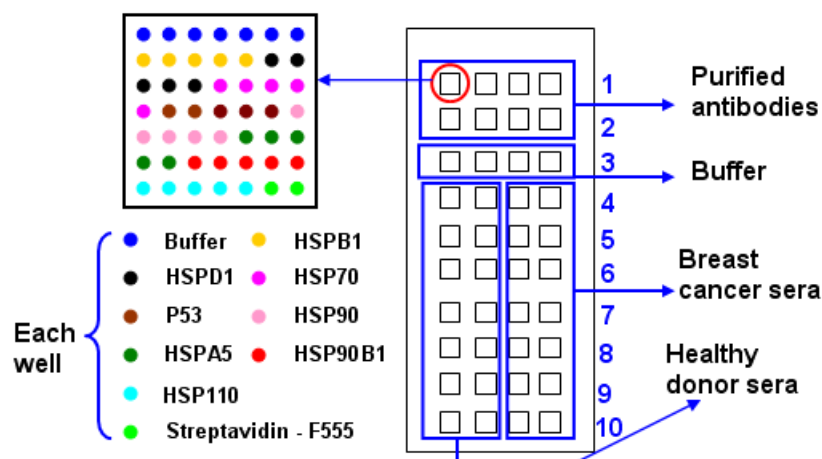 1
2
3
4
5
6
7
8
9
10
Purified
antibodies
Buffer
Breast
cancer sera
Healthy
donor sera
Each
well
Buffer
HSPB1
HSPD1
HSP70
P53
HSP90
HSPA5
HSP90B1
HSP110
Streptavidin - F555